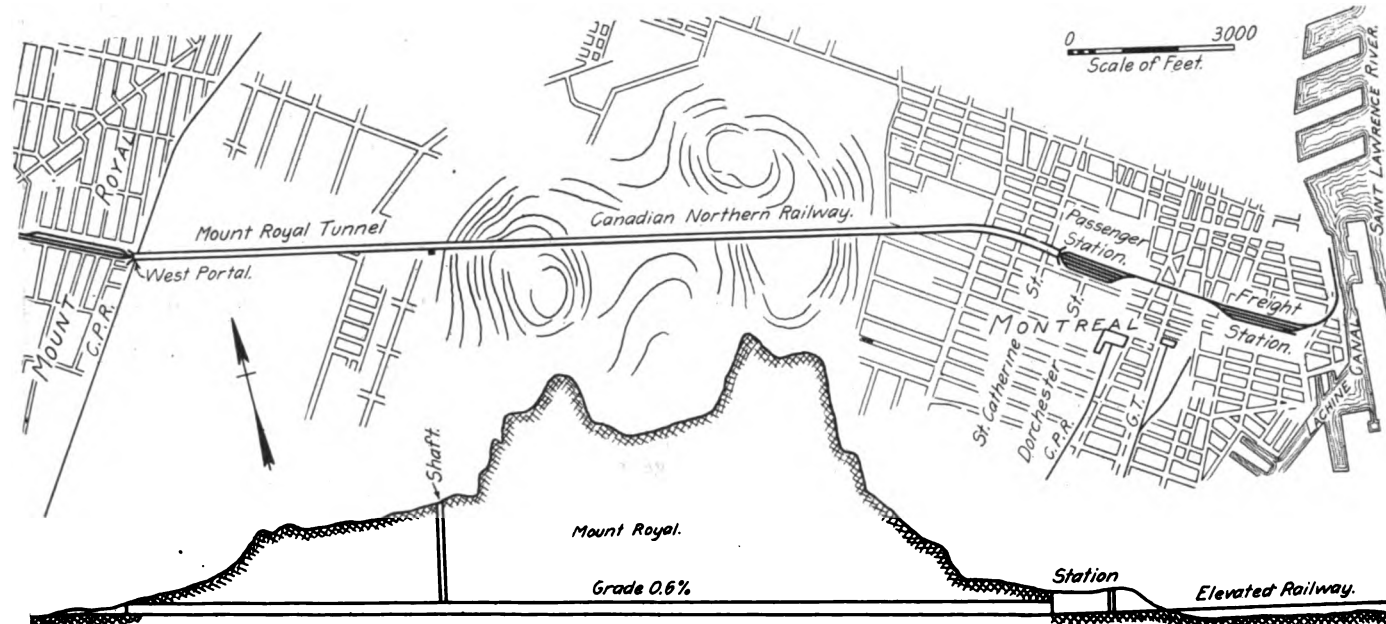 0 3000
Scale of Feet.
SAINT LAWRENCE RIVER.
MOUNT ROYAL
Mount Royal Tunnel
Canadian Northern Railway.
West Portal.
C.P.R.
Passenger
Station.
Freight
Station.
MONTREAL
St.
St.
St. Catherine
Dorchester
C.P.R.
G.T.
LACHINE CANAL
Shaft.
Mount Royal.
Grade 0.6%
Station
Elevated Railway.